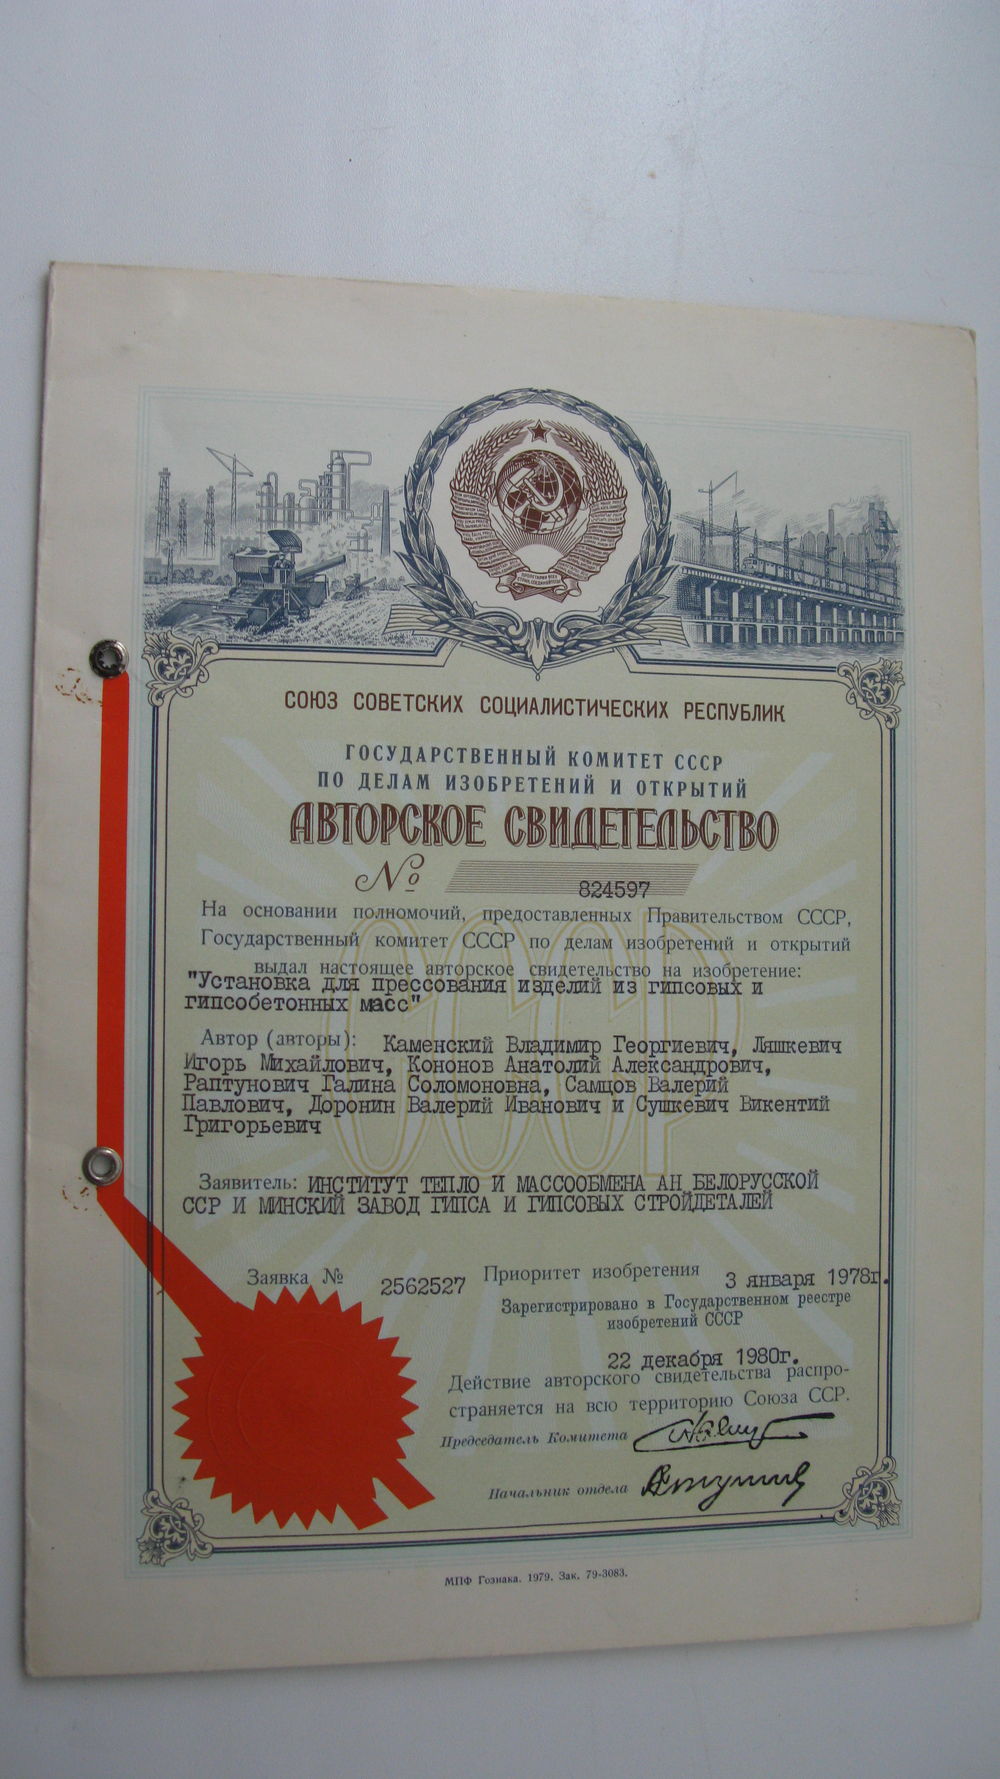 СОЮЗ СОВЕТСКИХ СОЦИАЛИСТИЧЕСКИХ РЕСПУБЛИК
ГОСУДАРСТВЕННЫЙ КОМИТЕТ СССР
ПО ДЕЛАМ ИЗОБРЕТЕНИЙ И ОТКРЫТИЙ
АВТОРСКОЕ СВИДЕТЕЛЬСТВО
№ 824597
На основании полномочий, предоставленных Правительством СССР,
Государственный комитет СССР по делам изобретений и открытий
выдал настоящее авторское свидетельство на изобретение:
"Установка для прессования изделий из гипсовых и
гипсобетонных масс"
Автор (авторы): Каменский Владимир Георгиевич, Ляшкевич
Игорь Михайлович, Кононов Анатолий Александрович,
Раптунович Галина Соломоновна, Самцов Валерий
Павлович, Доронин Валерий Иванович и Сушкевич Викентий
Григорьевич
Заявитель: ИНСТИТУТ ТЕПЛО И МАССООБМЕНА АН БЕЛОРУССКОЙ
ССР И МИНСКИЙ ЗАВОД ГИПСА И ГИПСОВЫХ СТРОЙДЕТАЛЕЙ
Заявка № 2562527 Приоритет изобретения 3 января 1978г.
Зарегистрировано в Государственном реестре
изобретений СССР
22 декабря 1980г.
Действие авторского свидетельства распро-
страняется на всю территорию Союза ССР.
Председатель Комитета
Начальник отдела
СССР
МПФ Гознака. 1979. Зак. 79-3083.